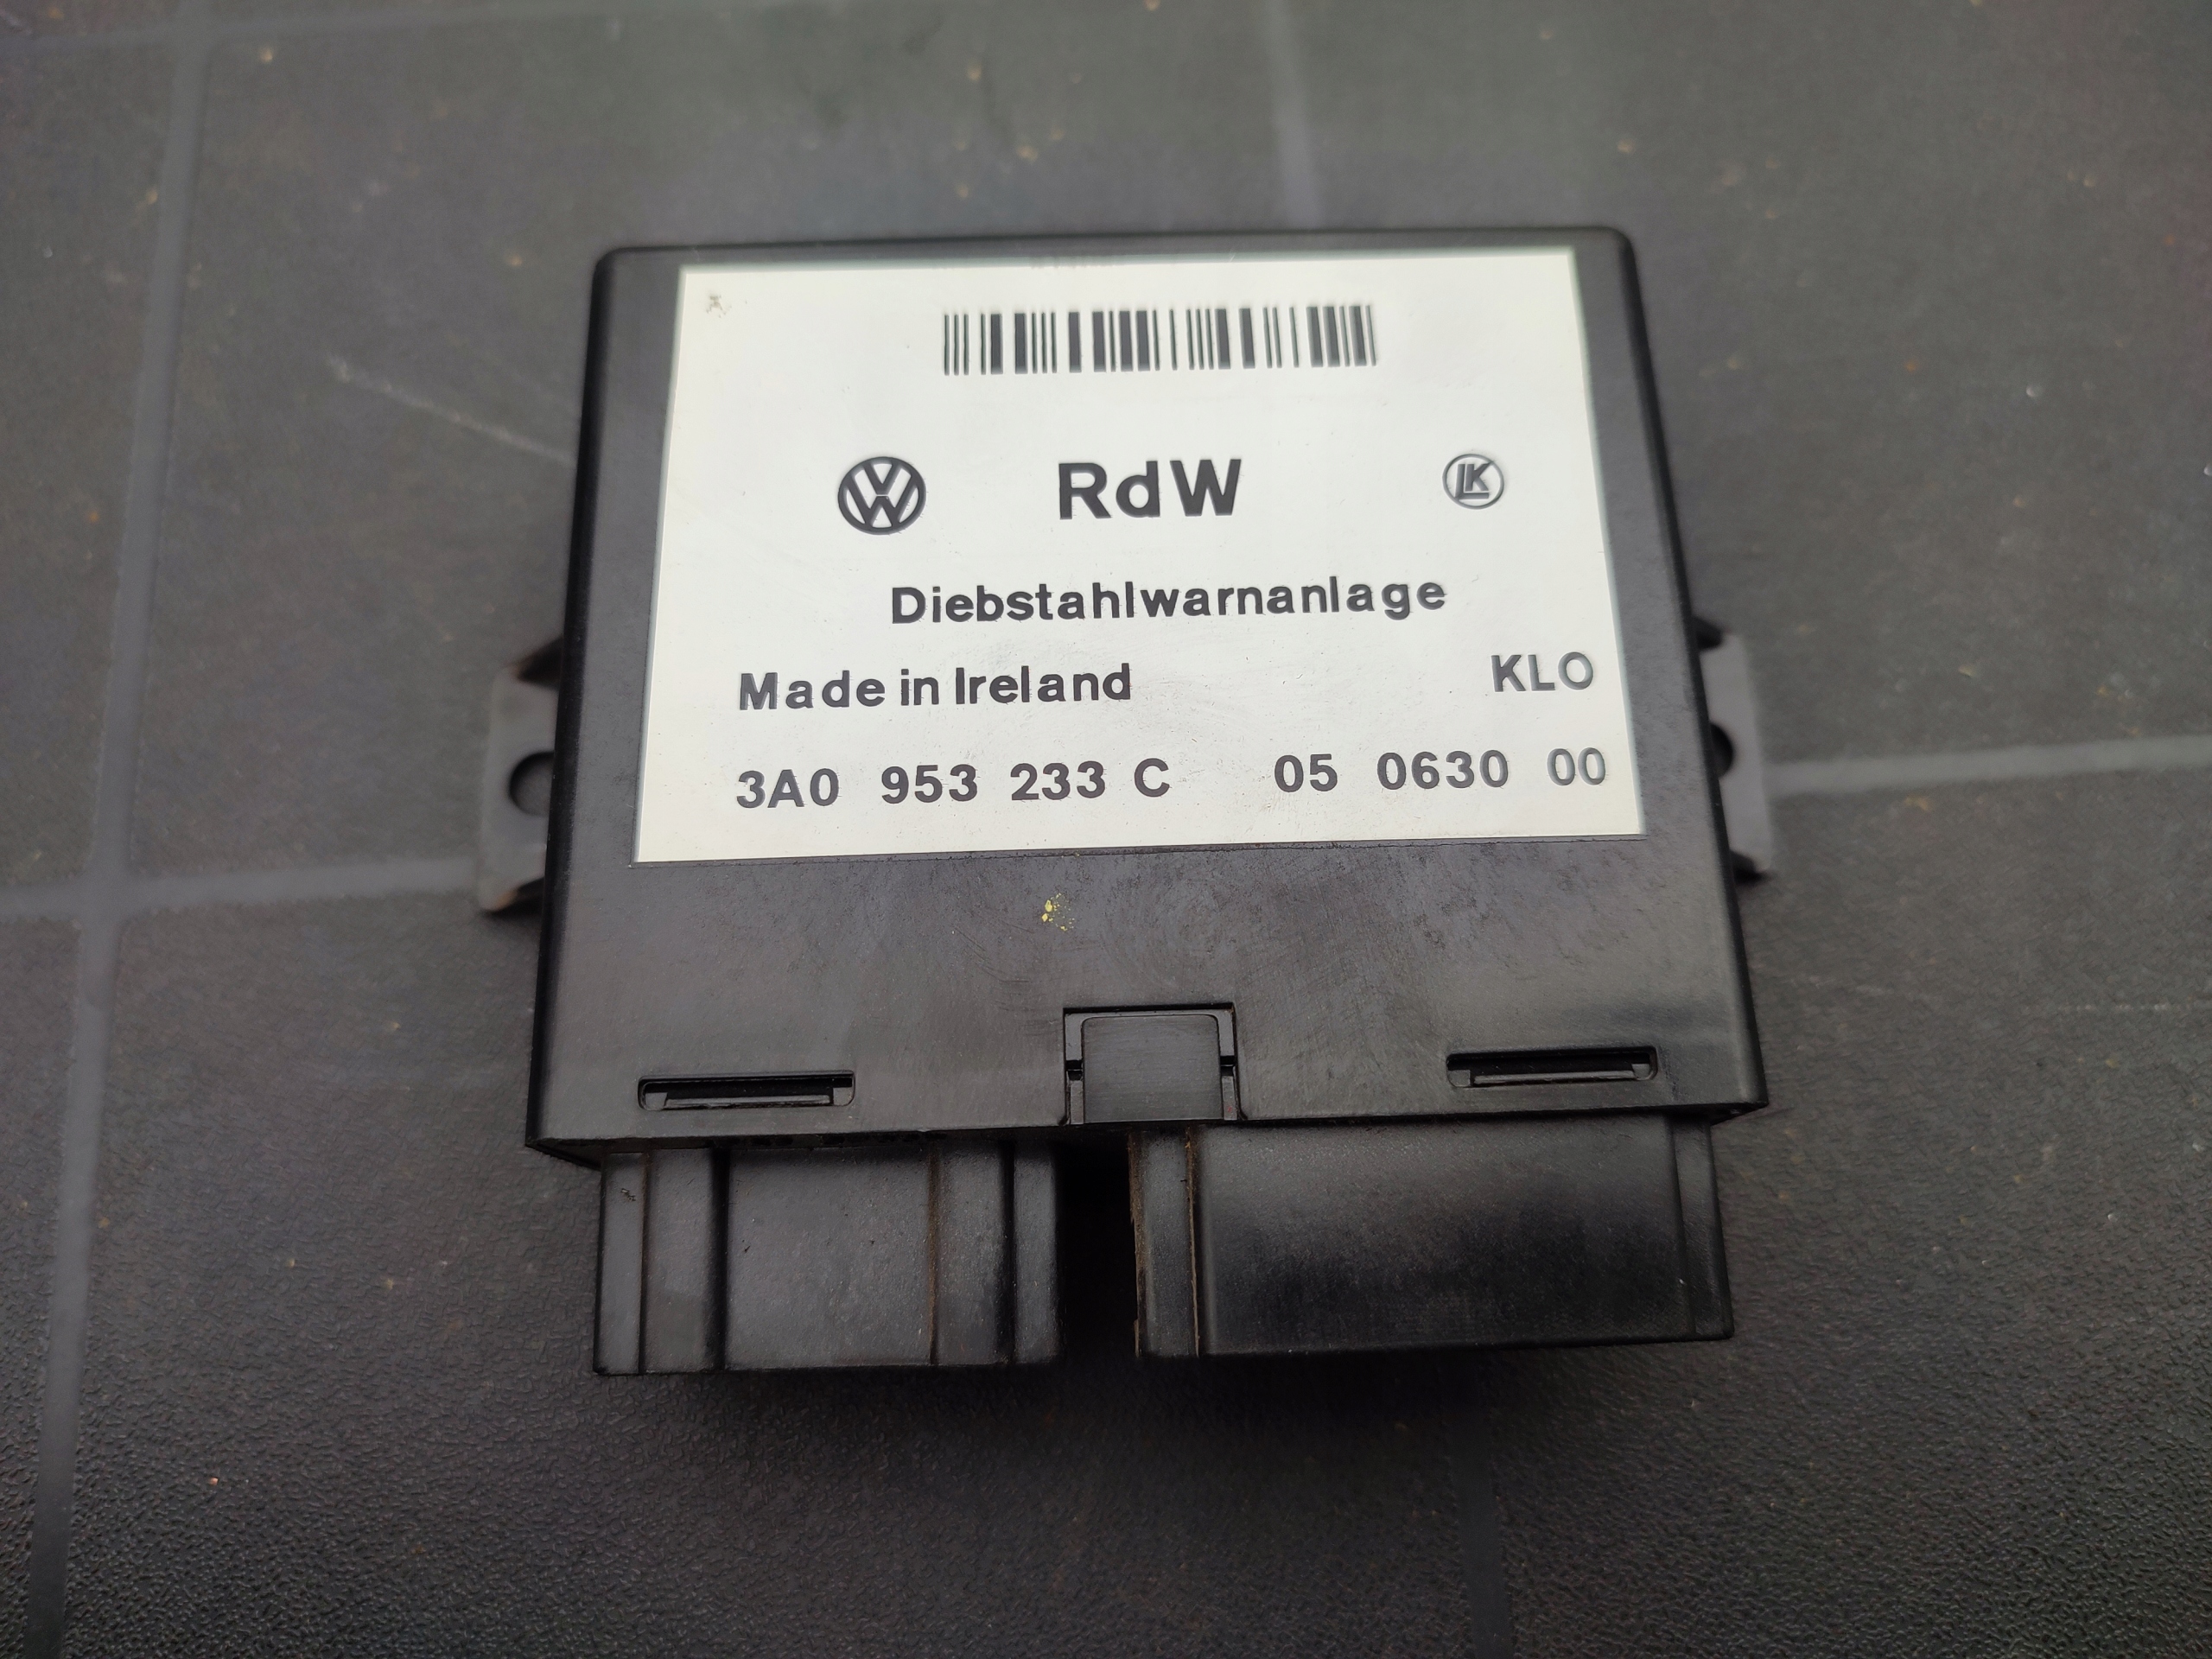 RdW
Diebstahlwarnanlage
Made in Ireland KLO
3A0 953 233 C 05 0630 00